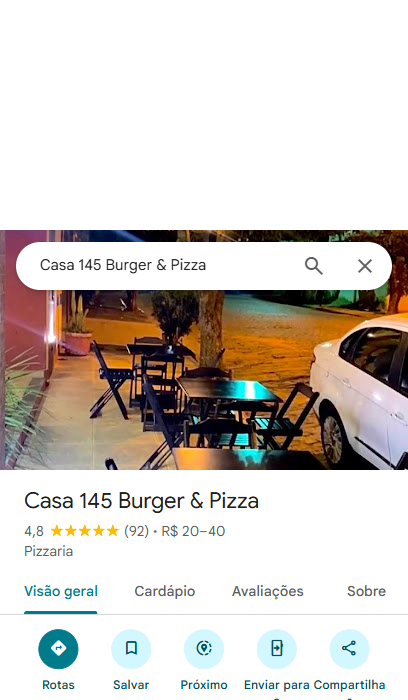 Casa 145 Burger & Pizza
Casa 145 Burger & Pizza
4,8 (92) · R$ 20–40
Pizzaria
Visão geral Cardápio Avaliações Sobre
Rotas Salvar Próximo Enviar para Compartilha